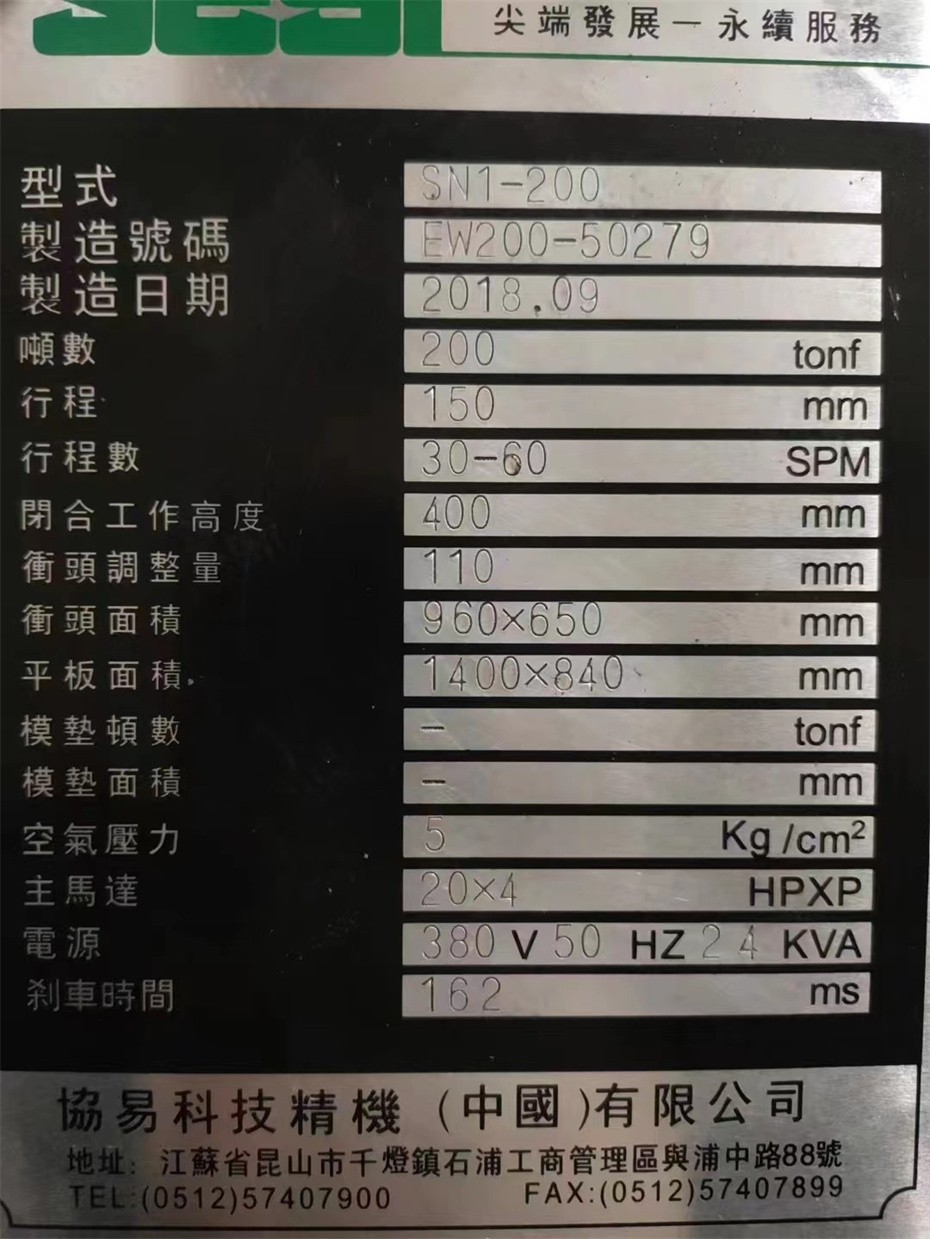 尖端發展－永續服務
型式 SN1-200
製造號碼 EW200-50279
製造日期 2018.09
噸數 200 tonf
行程 150 mm
行程數 30-60 SPM
閉合工作高度 400 mm
衝頭調整量 110 mm
衝頭面積 960×650 mm
平板面積 1400×840 mm
模墊頓數 - tonf
模墊面積 - mm
空氣壓力 5 Kg/cm²
主馬達 20×4 HPXP
電源 380 V 50 HZ 24 KVA
剎車時間 162 ms
協易科技精機（中國）有限公司
地址：江蘇省昆山市千燈鎮石浦工商管理區與浦中路88號
TEL:(0512)57407900 FAX:(0512)57407899